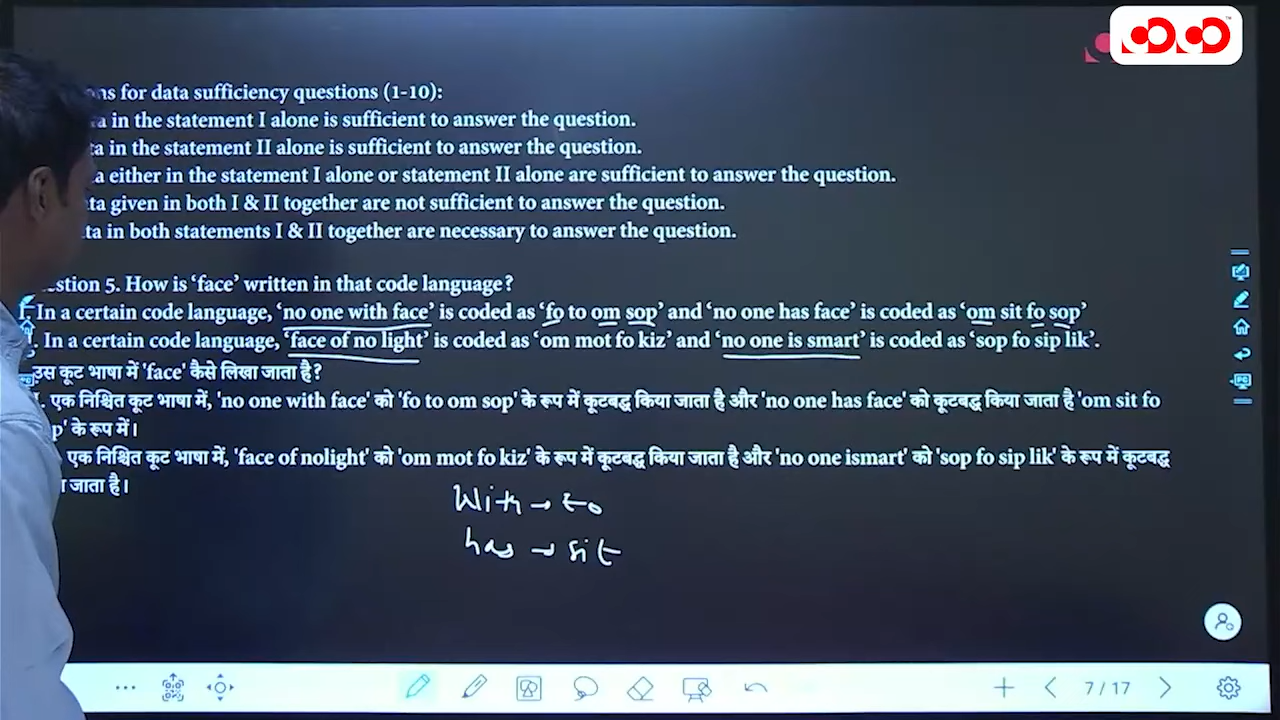 ns for data sufficiency questions (1-10):
a in the statement I alone is sufficient to answer the question.
ta in the statement II alone is sufficient to answer the question.
a either in the statement I alone or statement II alone are sufficient to answer the question.
ata given in both I & II together are not sufficient to answer the question.
ta in both statements I & II together are necessary to answer the question.
estion 5. How is ‘face’ written in that code language?
I. In a certain code language, ‘no one with face’ is coded as ‘fo to om sop’ and ‘no one has face’ is coded as ‘om sit fo sop’
. In a certain code language, ‘face of no light’ is coded as ‘om mot fo kiz’ and ‘no one is smart’ is coded as ‘sop fo sip lik’.
उस कूट भाषा में 'face' कैसे लिखा जाता है?
. एक निश्चित कूट भाषा में, 'no one with face' को 'fo to om sop' के रूप में कूटबद्ध किया जाता है और 'no one has face' को कूटबद्ध किया जाता है 'om sit fo
p' के रूप में।
एक निश्चित कूट भाषा में, 'face of nolight' को 'om mot fo kiz' के रूप में कूटबद्ध किया जाता है और 'no one ismart' को 'sop fo sip lik' के रूप में कूटबद्ध
जाता है।
With → to
has → sit
7 / 17